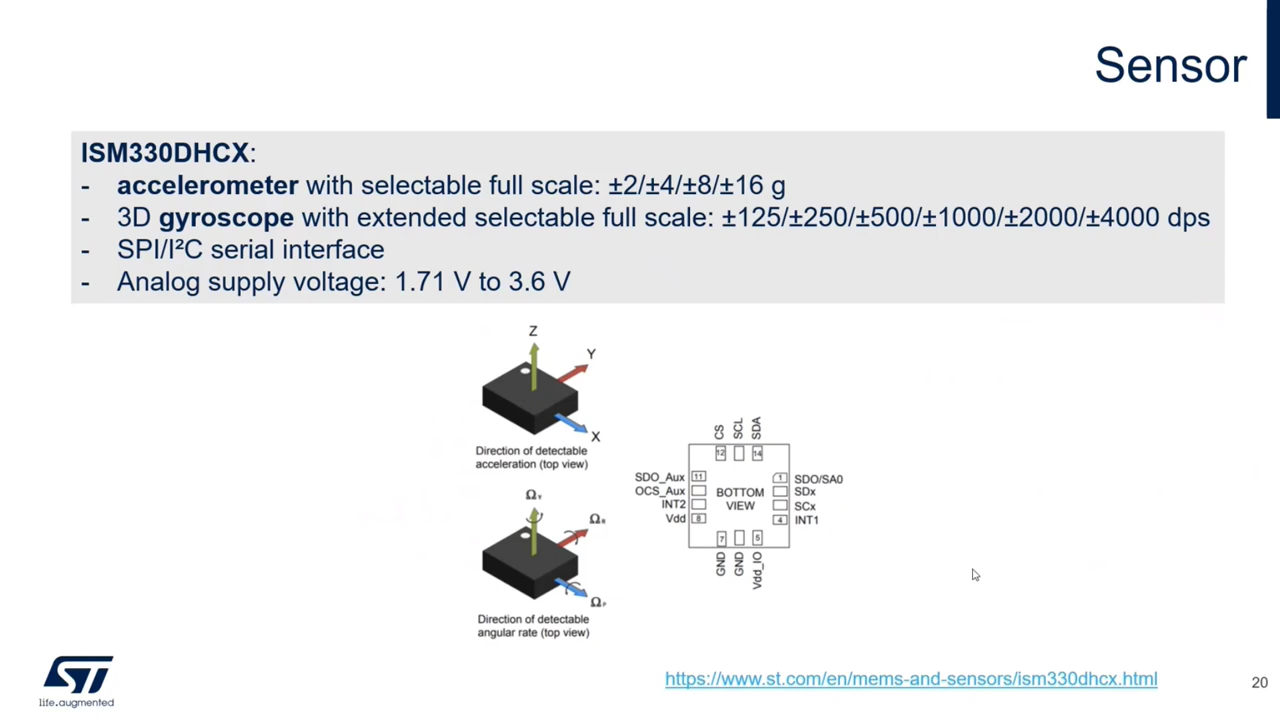 Sensor
ISM330DHCX:
- accelerometer with selectable full scale: ±2/±4/±8/±16 g
- 3D gyroscope with extended selectable full scale: ±125/±250/±500/±1000/±2000/±4000 dps
- SPI/I²C serial interface
- Analog supply voltage: 1.71 V to 3.6 V
Z
Y
X
Direction of detectable
acceleration (top view)
ΩY
ΩR
ΩP
Direction of detectable
angular rate (top view)
CS
SCL
SDA
12
14
SDO_Aux 11
OCS_Aux
INT2
Vdd 8
BOTTOM
VIEW
1 SDO/SA0
SDx
SCx
4 INT1
7
5
GND
GND
Vdd_IO
ST
life.augmented
https://www.st.com/en/mems-and-sensors/ism330dhcx.html
20